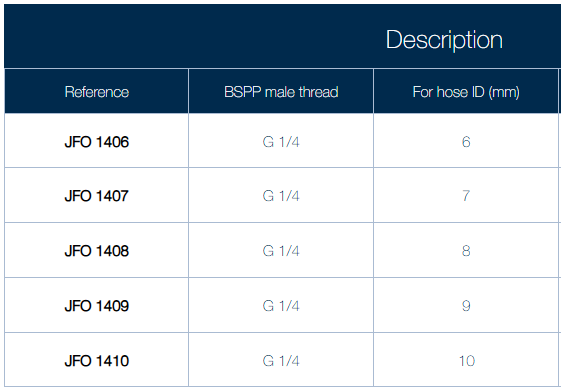 Description
Reference BSPP male thread For hose ID (mm)
JFO 1406 G 1/4 6
JFO 1407 G 1/4 7
JFO 1408 G 1/4 8
JFO 1409 G 1/4 9
JFO 1410 G 1/4 10